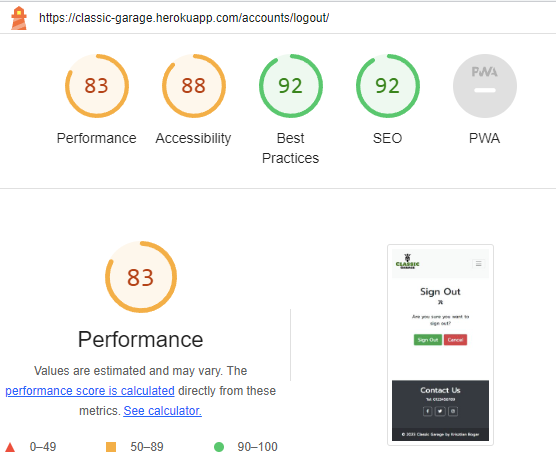 https://classic-garage.herokuapp.com/accounts/logout/
83
88
92
92
PWA
Performance
Accessibility
Best
Practices
SEO
PWA
83
Performance
Values are estimated and may vary. The
performance score is calculated directly from these
metrics. See calculator.
0–49
50–89
90–100
CLASSIC
GARAGE
Sign Out
Are you sure you want to
sign out?
Sign Out
Cancel
Contact Us
© 2023 Classic Garage by Kristian Bogar